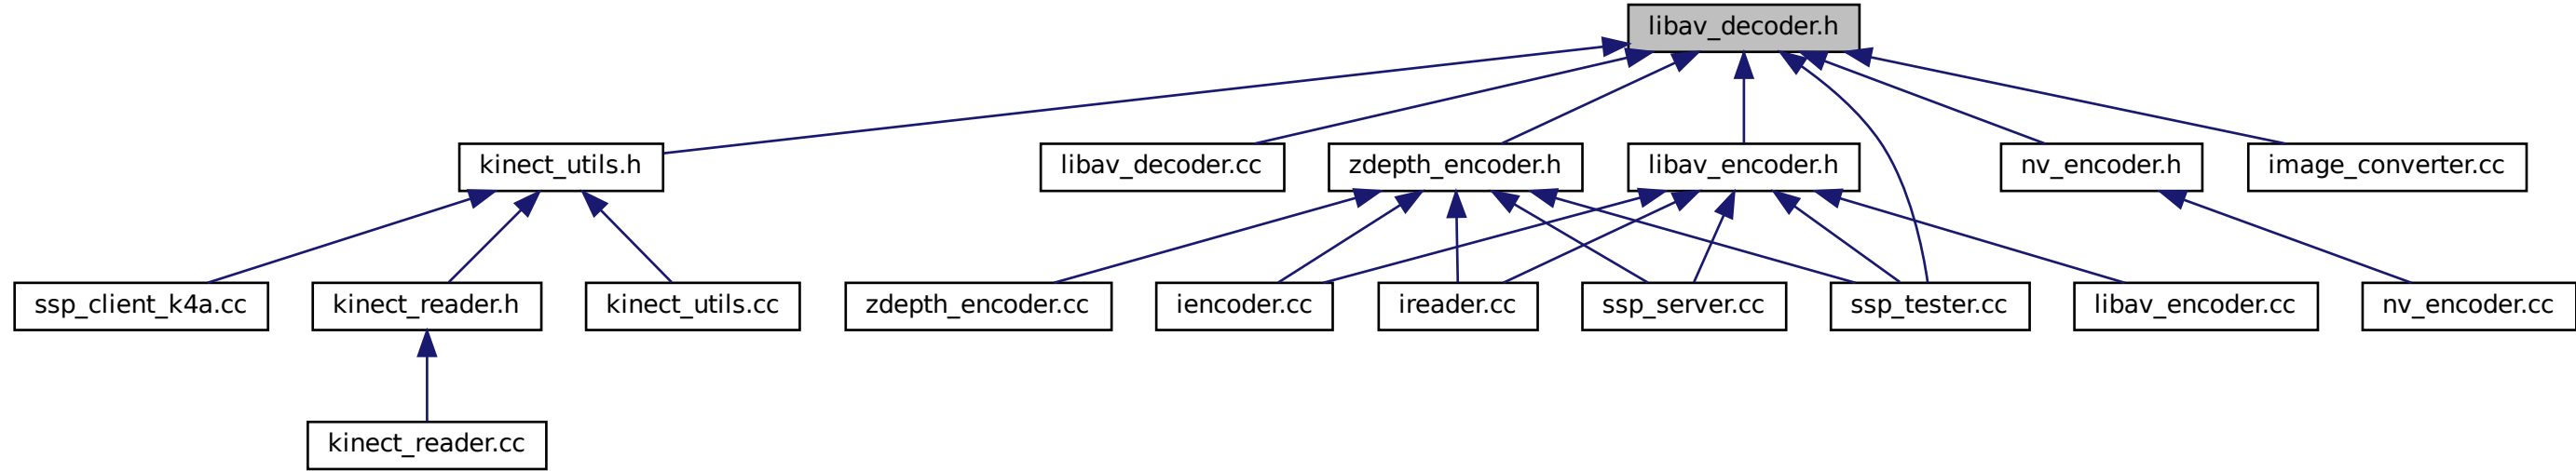 libav_decoder.h
kinect_utils.h
libav_decoder.cc
zdepth_encoder.h
libav_encoder.h
nv_encoder.h
image_converter.cc
ssp_client_k4a.cc
kinect_reader.h
kinect_utils.cc
zdepth_encoder.cc
iencoder.cc
ireader.cc
ssp_server.cc
ssp_tester.cc
libav_encoder.cc
nv_encoder.cc
kinect_reader.cc